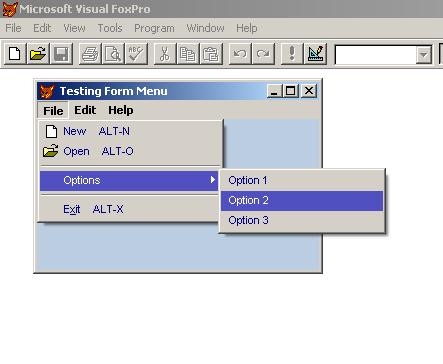 Microsoft Visual FoxPro
File Edit View Tools Program Window Help
ABC
Testing Form Menu
File Edit Help
New ALT-N
Open ALT-O
Options
Option 1
Option 2
Exit ALT-X
Option 3